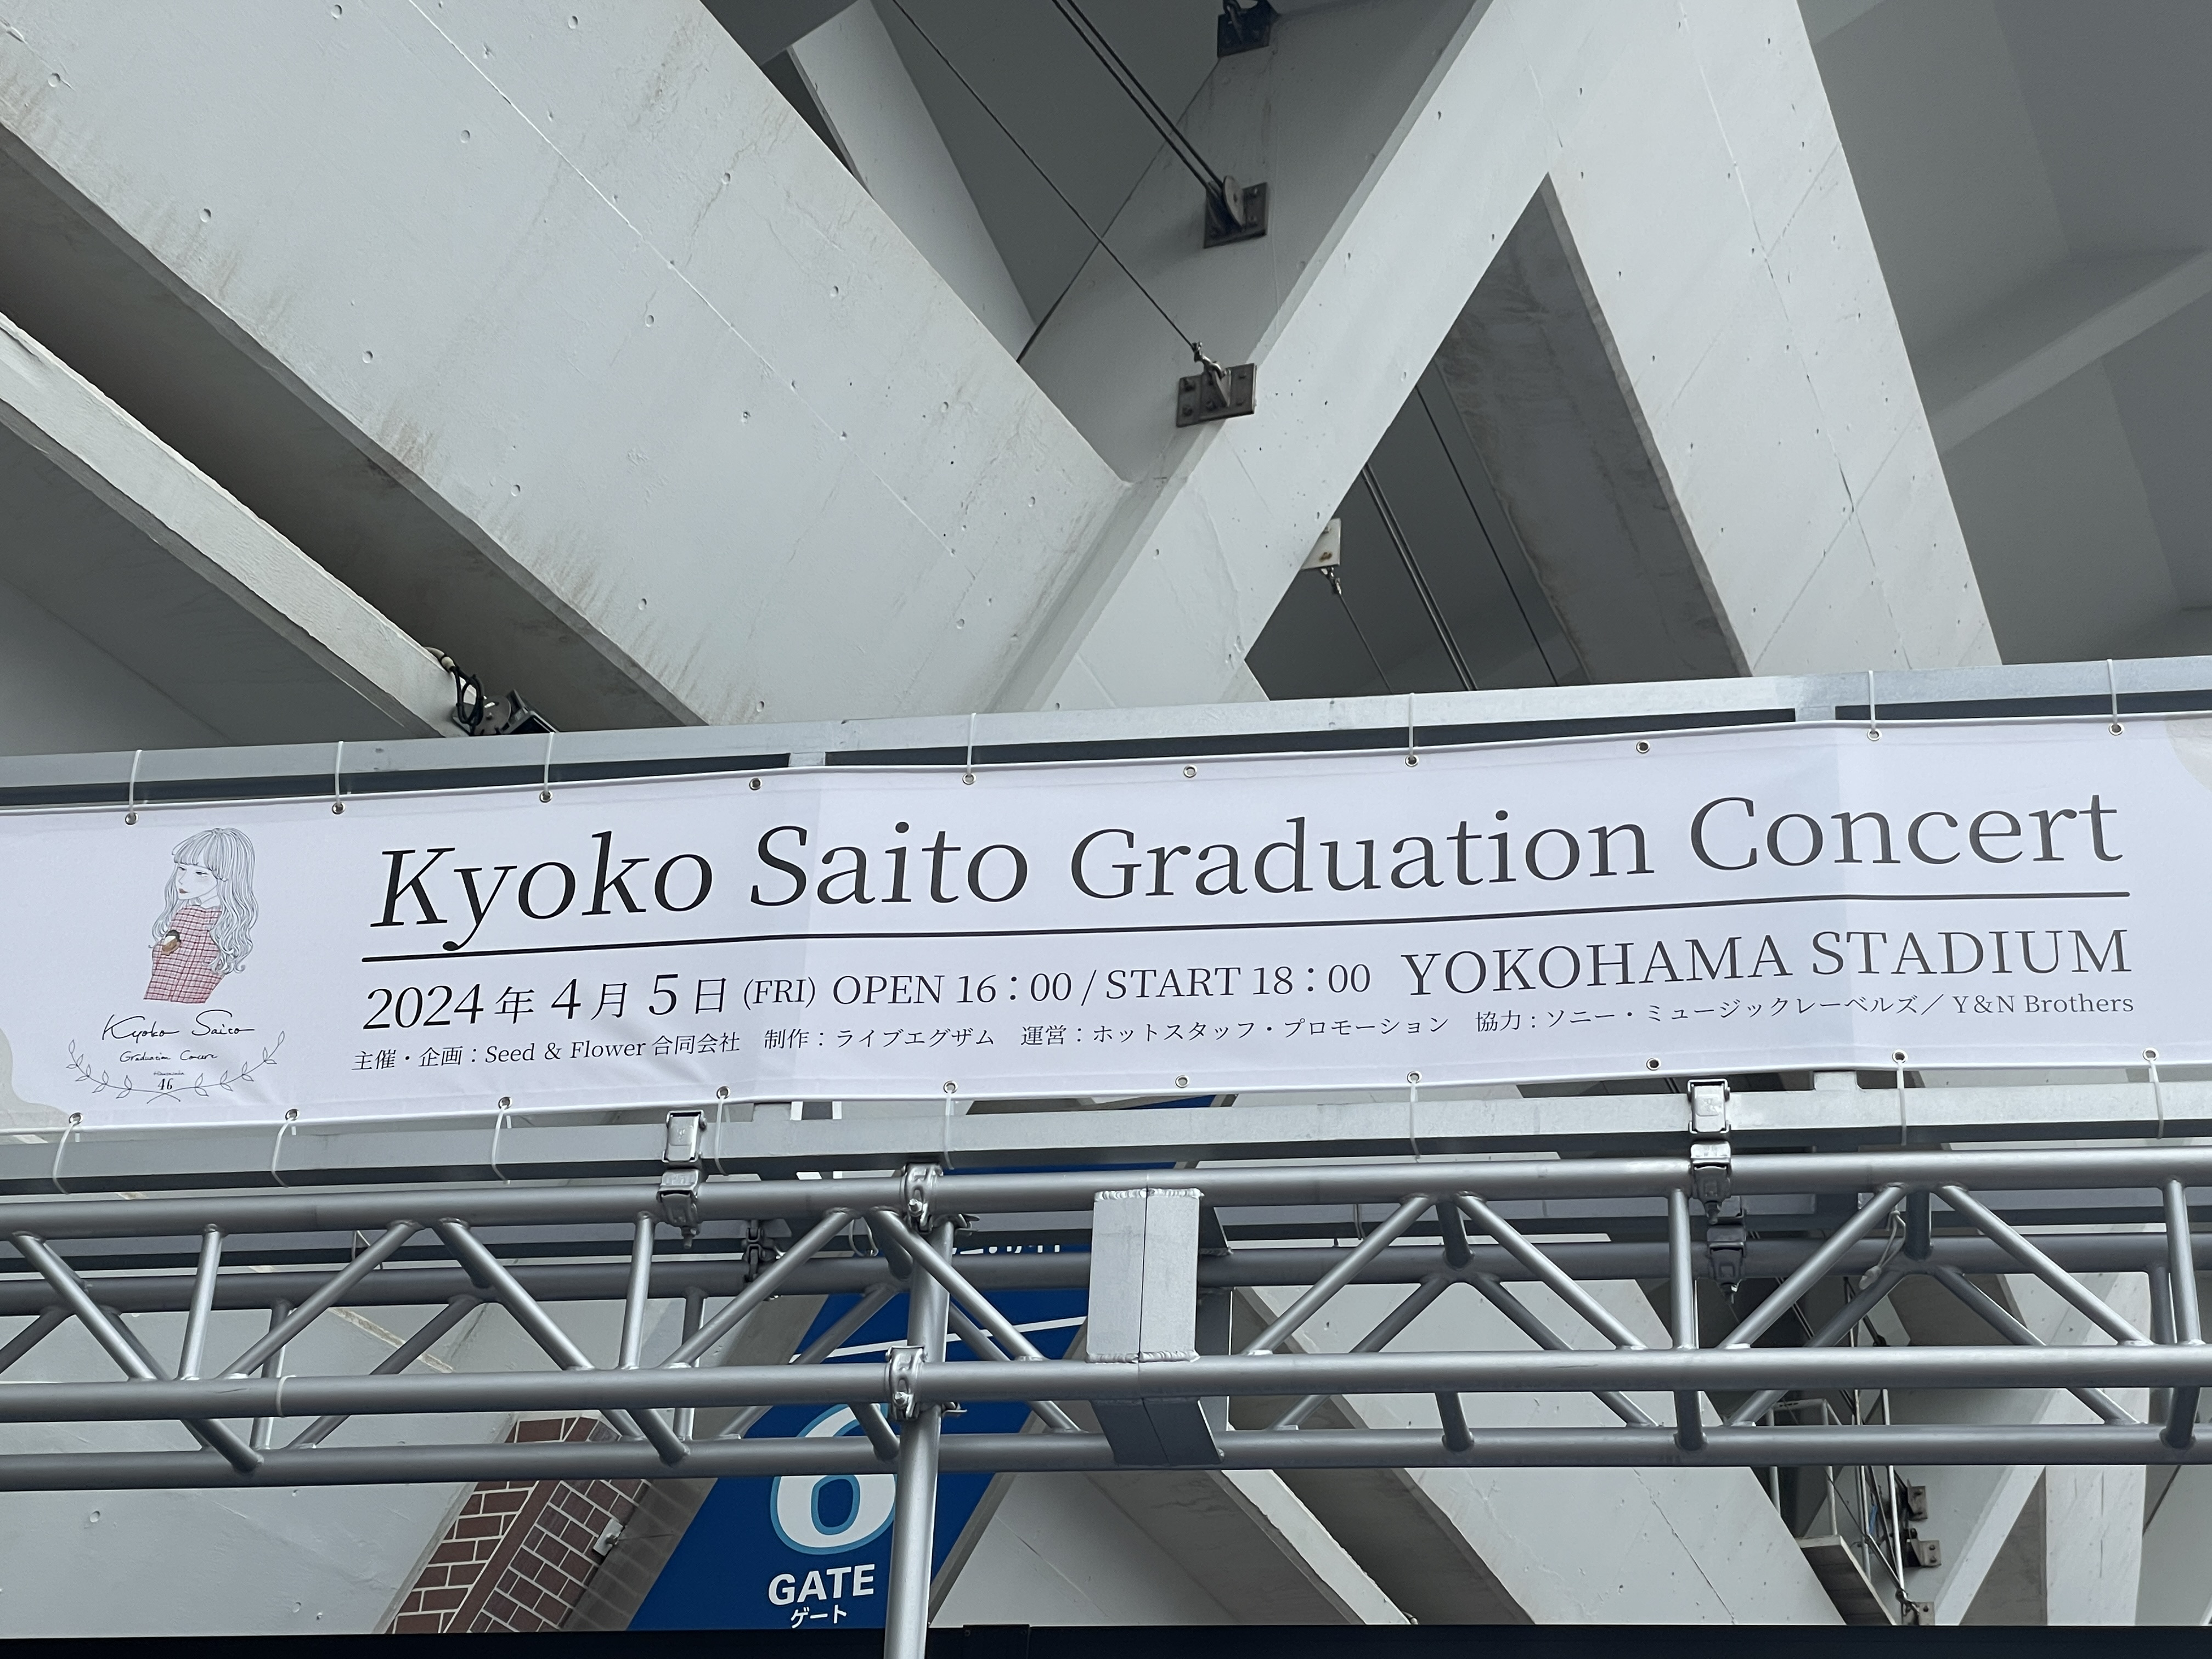 Kyoko Saito Graduation Concert
2024年 4月 5日 (FRI) OPEN 16：00 / START 18：00 YOKOHAMA STADIUM
主催・企画：Seed & Flower 合同会社 制作：ライブエグザム 運営：ホットスタッフ・プロモーション 協力：ソニー・ミュージックレーベルズ／ Y&N Brothers
Kyoko Saito
Graduation Concert
46
6
GATE
ゲート